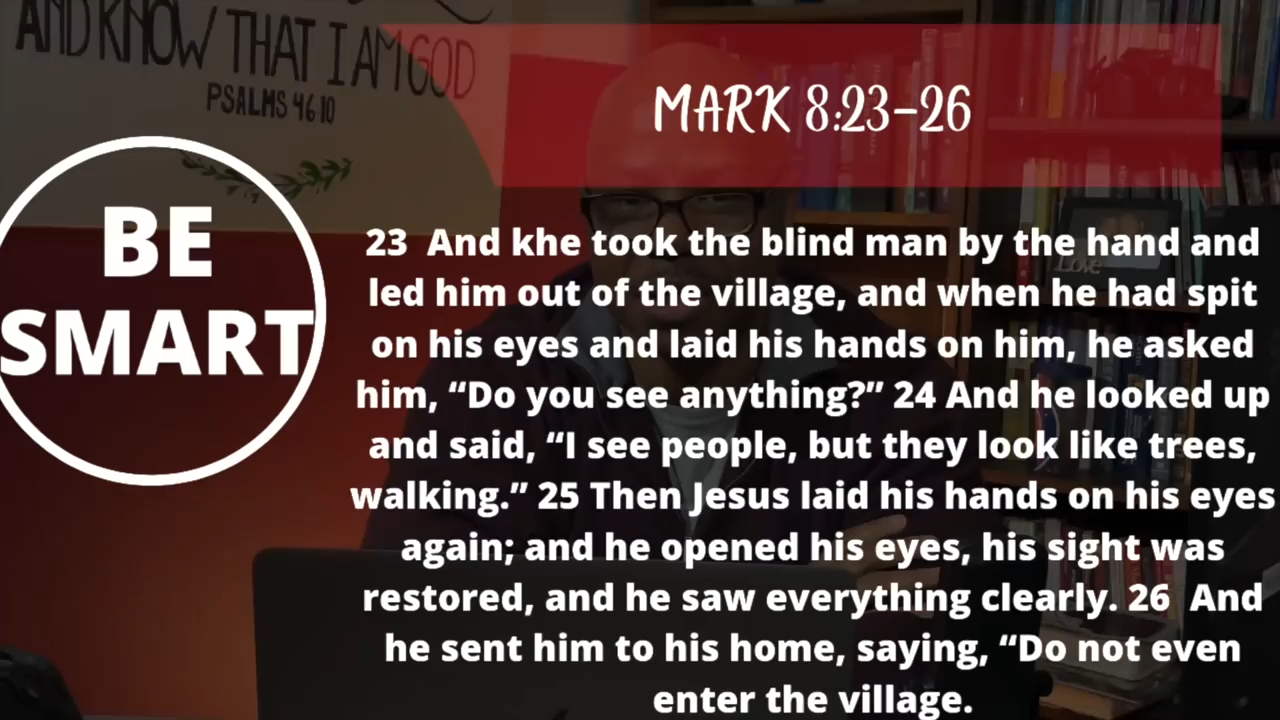 AND KNOW THAT I AM GOD
PSALMS 46:10
MARK 8:23-26
BE
SMART
23 And khe took the blind man by the hand and
led him out of the village, and when he had spit
on his eyes and laid his hands on him, he asked
him, “Do you see anything?” 24 And he looked up
and said, “I see people, but they look like trees,
walking.” 25 Then Jesus laid his hands on his eyes
again; and he opened his eyes, his sight was
restored, and he saw everything clearly. 26 And
he sent him to his home, saying, “Do not even
enter the village.
Love